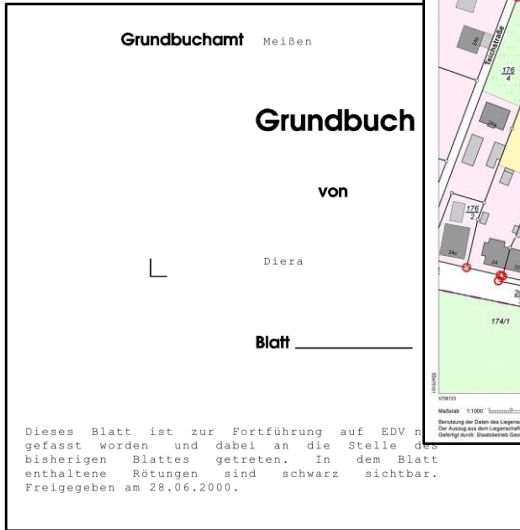 Grundbuchamt Meißen
Grundbuch
von
Diera
Blatt
Dieses Blatt ist zur Fortführung auf EDV n
gefasst worden und dabei an die Stelle des
bisherigen Blattes getreten. In dem Blatt
enthaltene Rötungen sind schwarz sichtbar.
Freigegeben am 28.06.2000.
Teichstraße
176
4
176
2
24c
24
174/1
Maßstab 1:1000